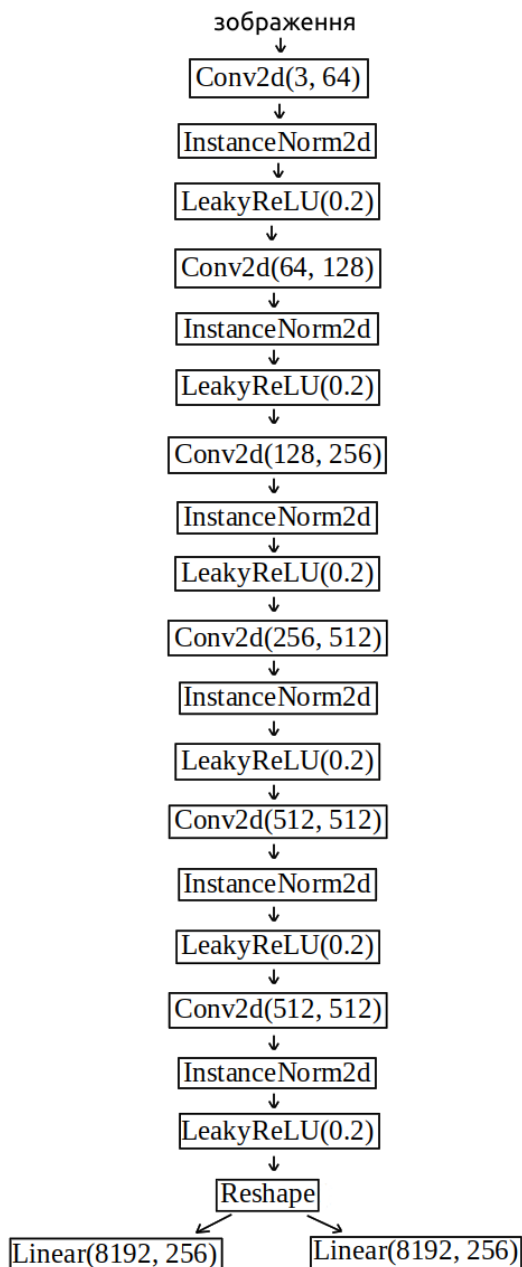 зображення
Conv2d(3, 64)
InstanceNorm2d
LeakyReLU(0.2)
Conv2d(64, 128)
InstanceNorm2d
LeakyReLU(0.2)
Conv2d(128, 256)
InstanceNorm2d
LeakyReLU(0.2)
Conv2d(256, 512)
InstanceNorm2d
LeakyReLU(0.2)
Conv2d(512, 512)
InstanceNorm2d
LeakyReLU(0.2)
Conv2d(512, 512)
InstanceNorm2d
LeakyReLU(0.2)
Reshape
Linear(8192, 256)
Linear(8192, 256)